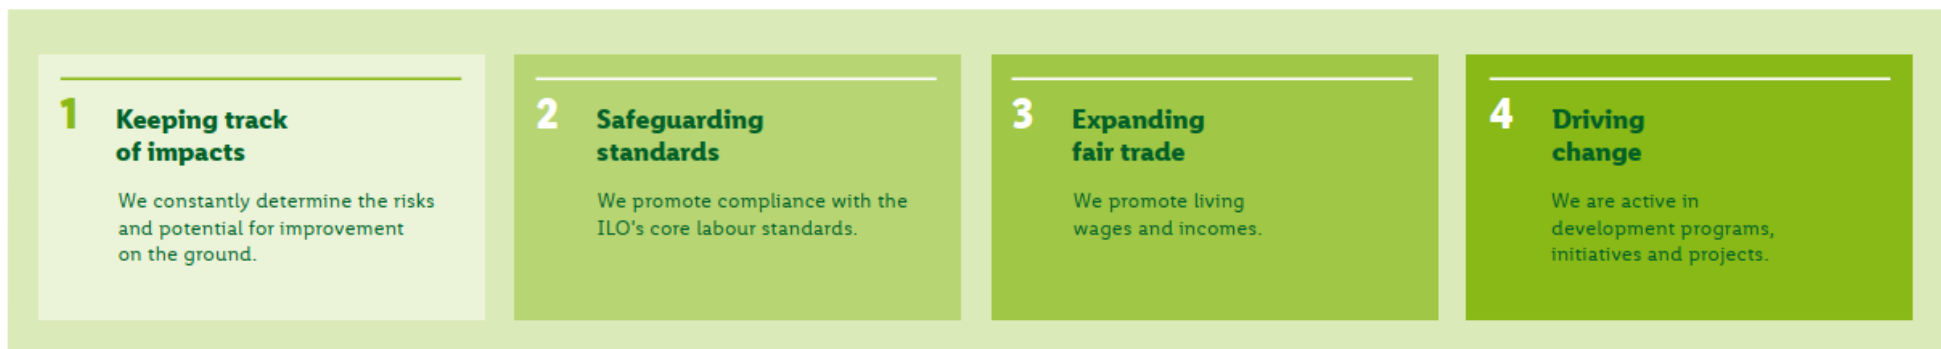 1
Keeping track
of impacts
We constantly determine the risks
and potential for improvement
on the ground.
2
Safeguarding
standards
We promote compliance with the
ILO's core labour standards.
3
Expanding
fair trade
We promote living
wages and incomes.
4
Driving
change
We are active in
development programs,
initiatives and projects.